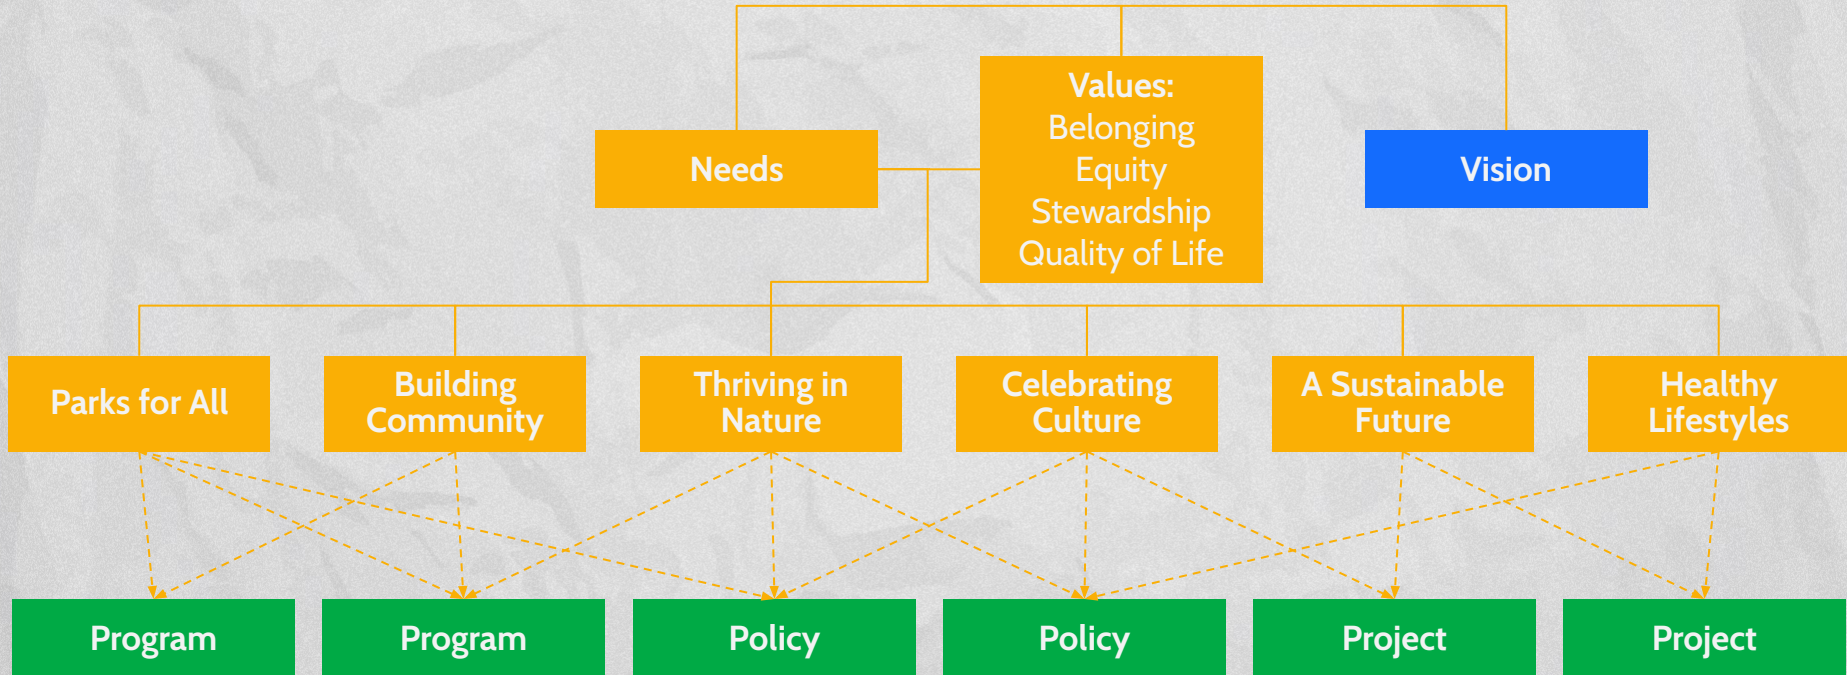 Values:
Belonging
Equity
Stewardship
Quality of Life
Needs
Vision
Parks for All
Building
Community
Thriving in
Nature
Celebrating
Culture
A Sustainable
Future
Healthy
Lifestyles
Program
Program
Policy
Policy
Project
Project